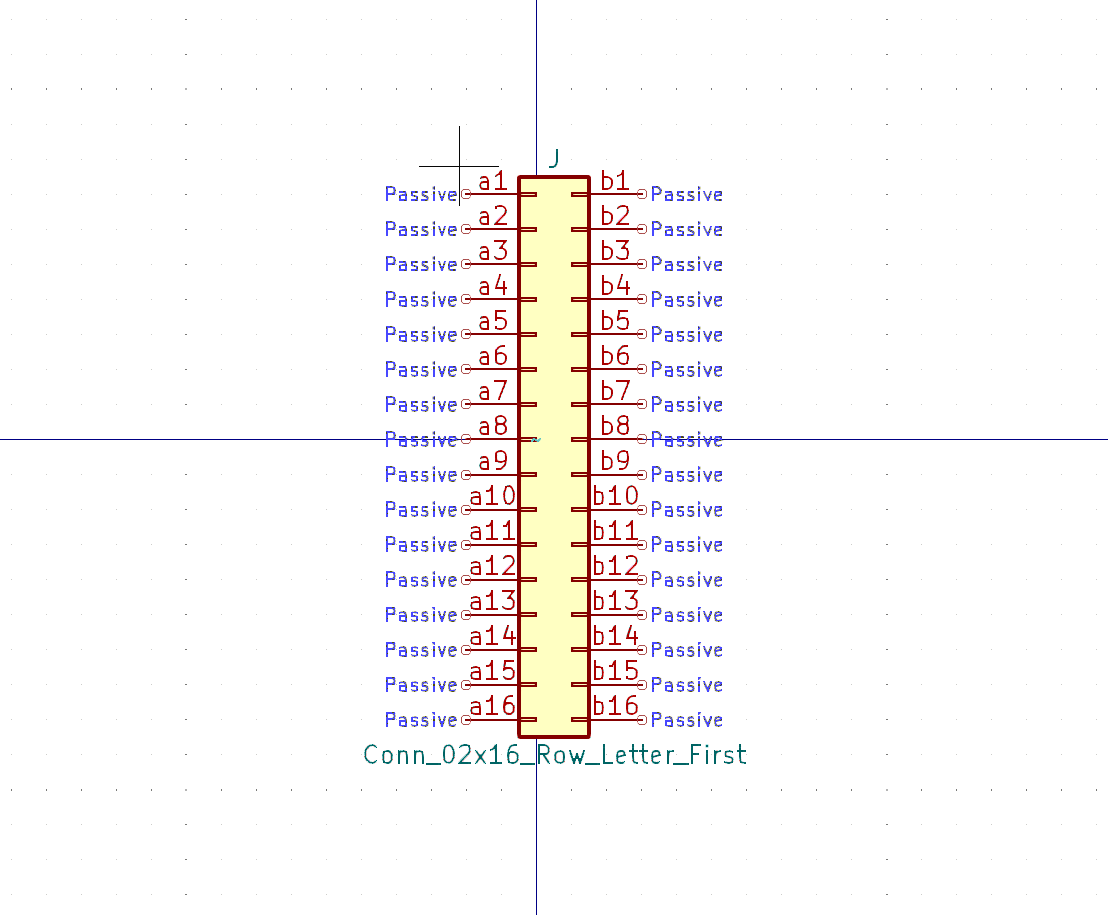 J
Passive a1 b1 Passive
Passive a2 b2 Passive
Passive a3 b3 Passive
Passive a4 b4 Passive
Passive a5 b5 Passive
Passive a6 b6 Passive
Passive a7 b7 Passive
Passive a8 b8 Passive
Passive a9 b9 Passive
Passive a10 b10 Passive
Passive a11 b11 Passive
Passive a12 b12 Passive
Passive a13 b13 Passive
Passive a14 b14 Passive
Passive a15 b15 Passive
Passive a16 b16 Passive
Conn_02x16_Row_Letter_First